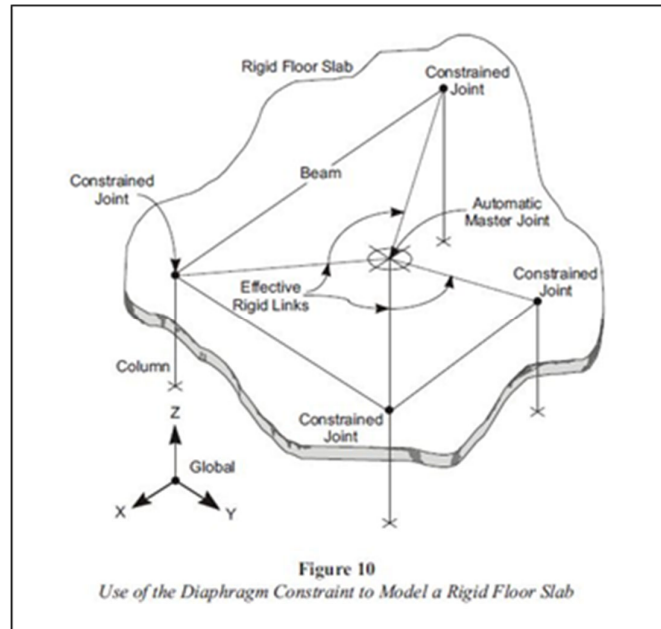 Rigid Floor Slab
Constrained
Joint
Constrained
Joint
Beam
Automatic
Master Joint
Effective
Rigid Links
Constrained
Joint
Column
Constrained
Joint
Z
Global
X
Y
Figure 10
Use of the Diaphragm Constraint to Model a Rigid Floor Slab